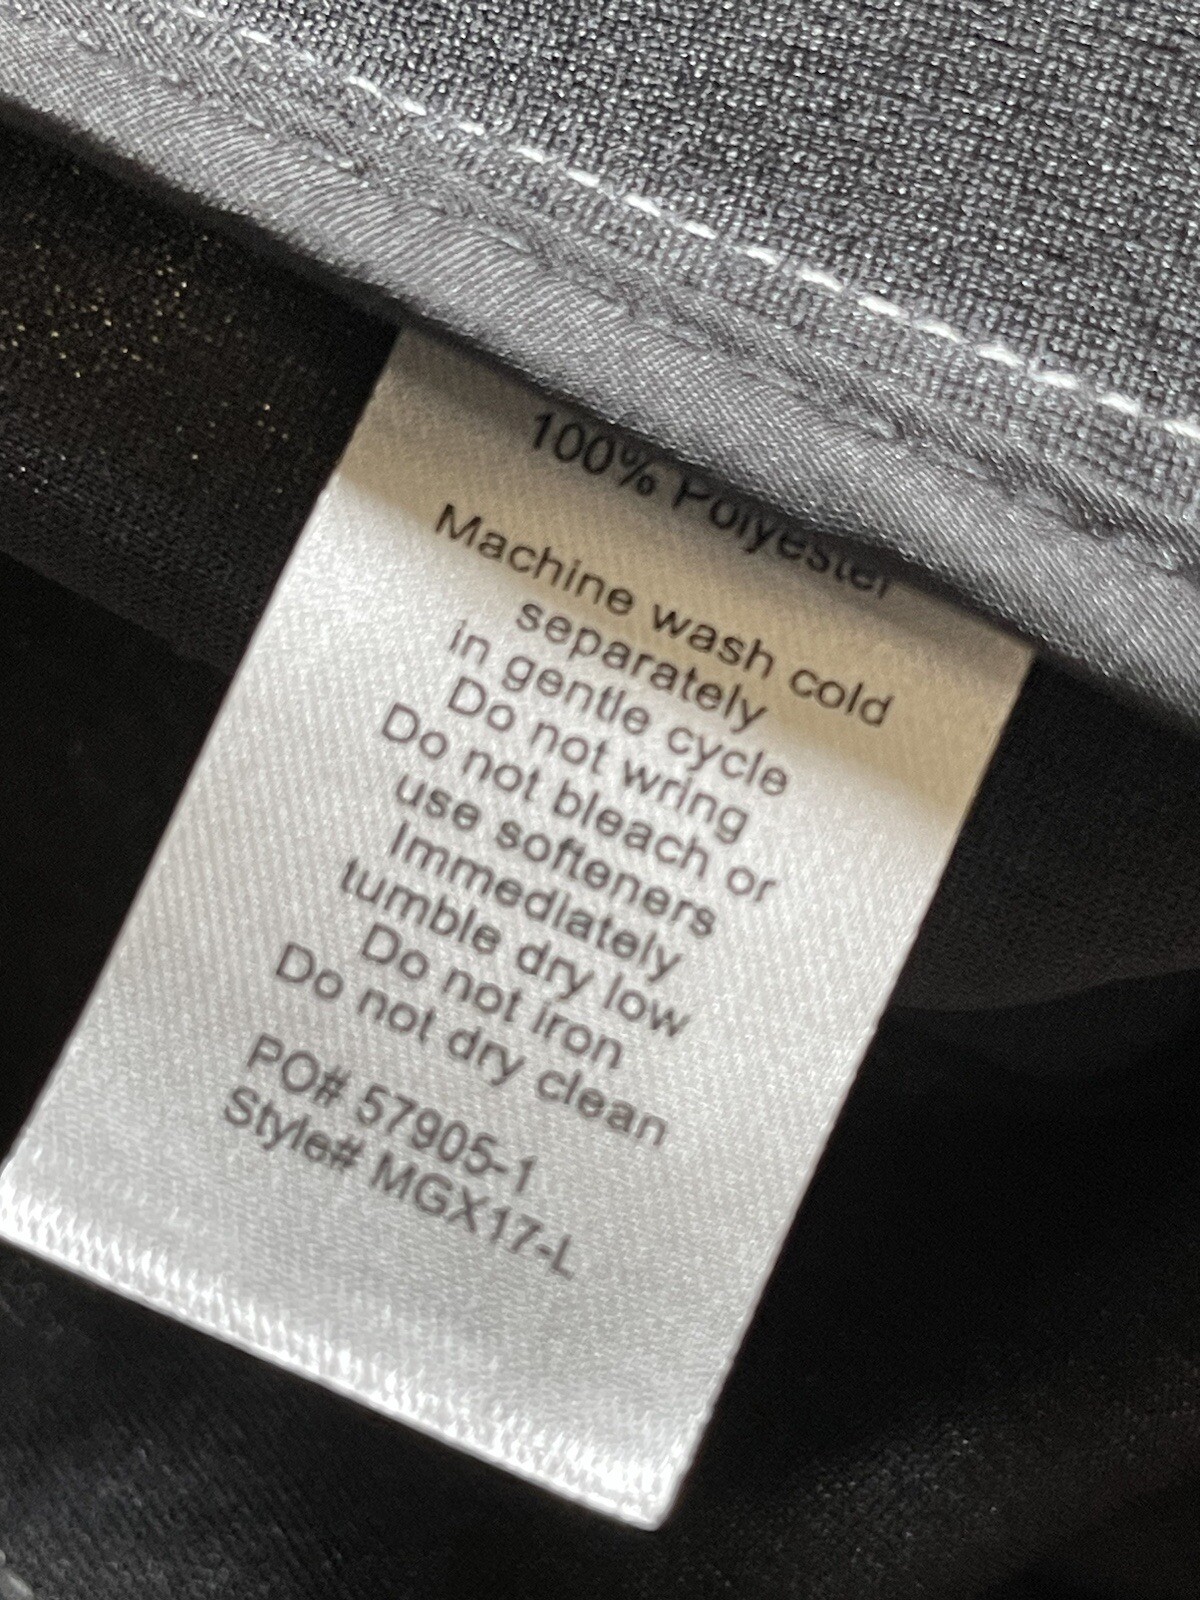 100% Polyester
Machine wash cold
separately
in gentle cycle
Do not wring
Do not bleach or
use softeners
Immediately
tumble dry low
Do not iron
Do not dry clean
PO# 57905-1
Style# MGX17-L